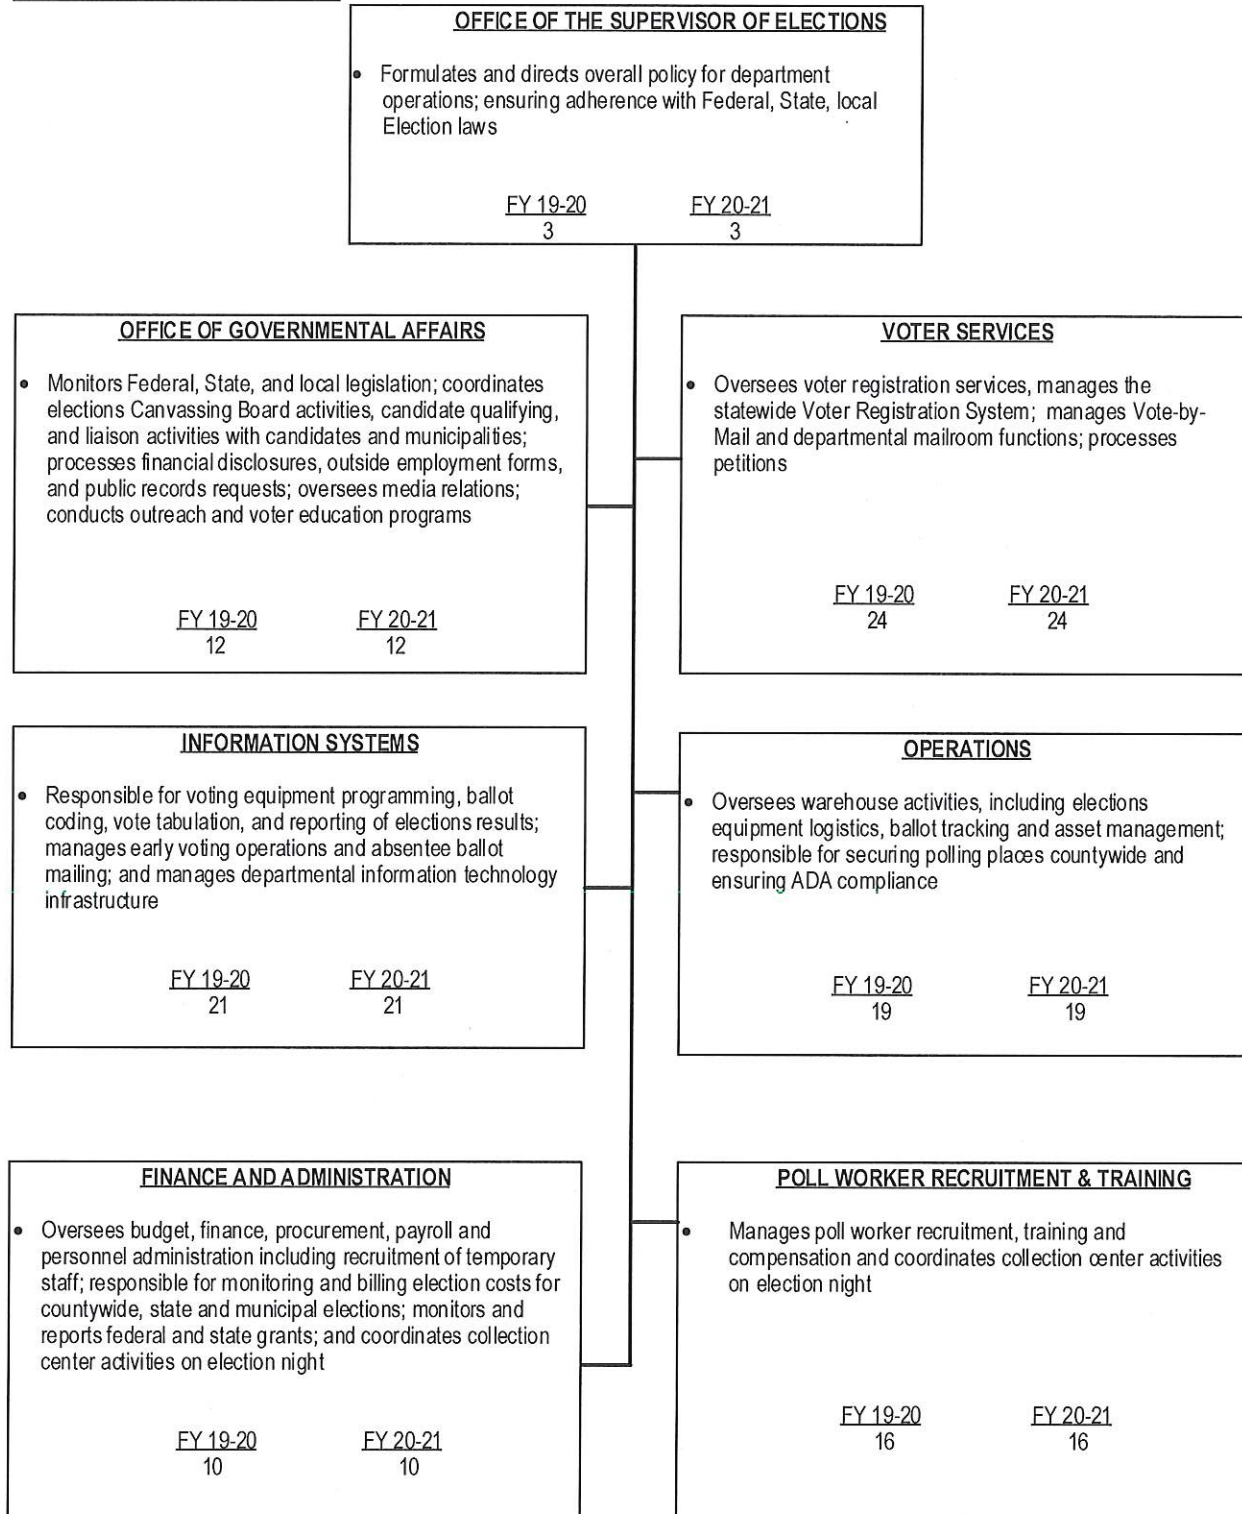 OFFICE OF THE SUPERVISOR OF ELECTIONS
• Formulates and directs overall policy for department
operations; ensuring adherence with Federal, State, local
Election laws
FY 19-20 FY 20-21
3 3
OFFICE OF GOVERNMENTAL AFFAIRS
• Monitors Federal, State, and local legislation; coordinates
elections Canvassing Board activities, candidate qualifying,
and liaison activities with candidates and municipalities;
processes financial disclosures, outside employment forms,
and public records requests; oversees media relations;
conducts outreach and voter education programs
FY 19-20 FY 20-21
12 12
VOTER SERVICES
• Oversees voter registration services, manages the
statewide Voter Registration System; manages Vote-by-
Mail and departmental mailroom functions; processes
petitions
FY 19-20 FY 20-21
24 24
INFORMATION SYSTEMS
• Responsible for voting equipment programming, ballot
coding, vote tabulation, and reporting of elections results;
manages early voting operations and absentee ballot
mailing; and manages departmental information technology
infrastructure
FY 19-20 FY 20-21
21 21
OPERATIONS
• Oversees warehouse activities, including elections
equipment logistics, ballot tracking and asset management;
responsible for securing polling places countywide and
ensuring ADA compliance
FY 19-20 FY 20-21
19 19
FINANCE AND ADMINISTRATION
• Oversees budget, finance, procurement, payroll and
personnel administration including recruitment of temporary
staff; responsible for monitoring and billing election costs for
countywide, state and municipal elections; monitors and
reports federal and state grants; and coordinates collection
center activities on election night
FY 19-20 FY 20-21
10 10
POLL WORKER RECRUITMENT & TRAINING
• Manages poll worker recruitment, training and
compensation and coordinates collection center activities
on election night
FY 19-20 FY 20-21
16 16